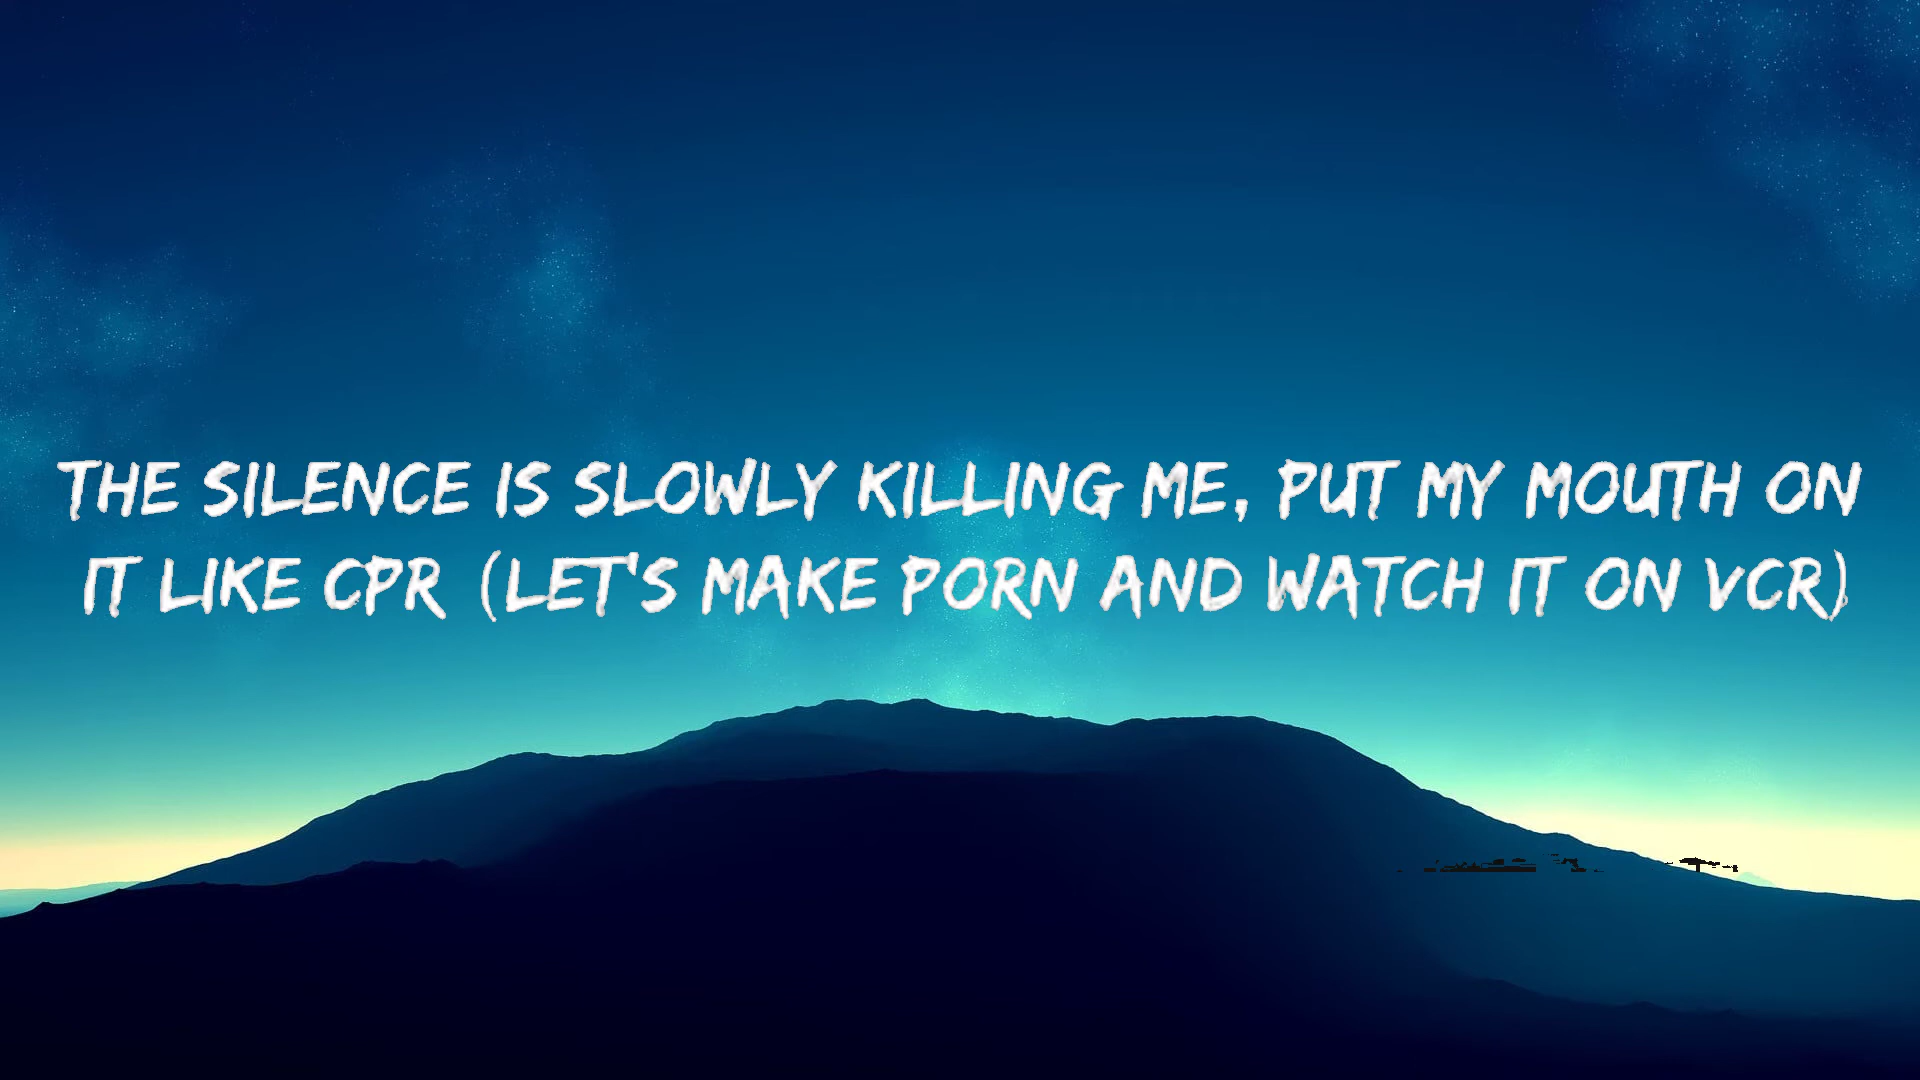 THE SILENCE IS SLOWLY KILLING ME, PUT MY MOUTH ON
IT LIKE CPR (LET'S MAKE PORN AND WATCH IT ON VCR)